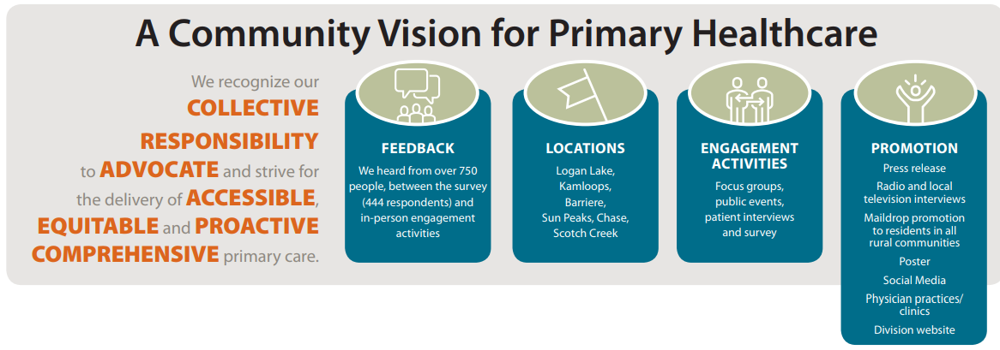 A Community Vision for Primary Healthcare
We recognize our
COLLECTIVE
RESPONSIBILITY
to ADVOCATE and strive for
the delivery of ACCESSIBLE,
EQUITABLE and PROACTIVE
COMPREHENSIVE primary care.
FEEDBACK
We heard from over 750
people, between the survey
(444 respondents) and
in-person engagement
activities
LOCATIONS
Logan Lake,
Kamloops,
Barriere,
Sun Peaks, Chase,
Scotch Creek
ENGAGEMENT
ACTIVITIES
Focus groups,
public events,
patient interviews
and survey
PROMOTION
Press release
Radio and local
television interviews
Maildrop promotion
to residents in all
rural communities
Poster
Social Media
Physician practices/
clinics
Division website